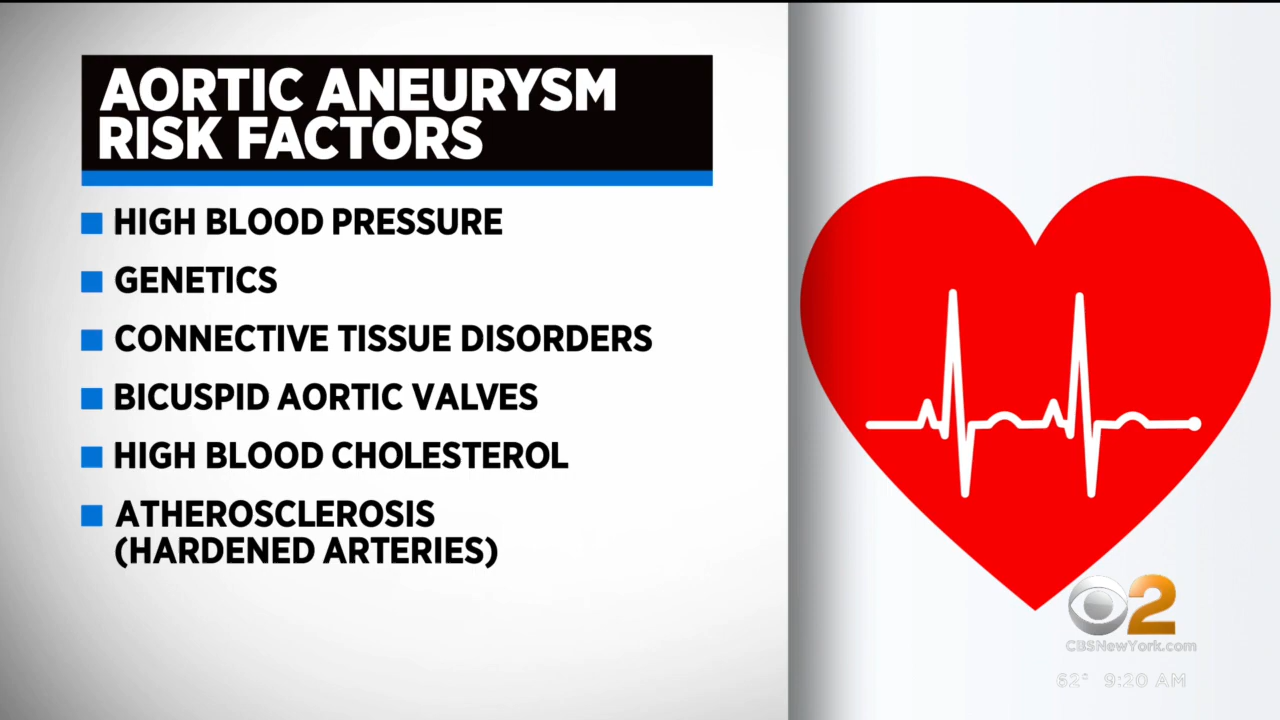 AORTIC ANEURYSM
RISK FACTORS
HIGH BLOOD PRESSURE
GENETICS
CONNECTIVE TISSUE DISORDERS
BICUSPID AORTIC VALVES
HIGH BLOOD CHOLESTEROL
ATHEROSCLEROSIS
(HARDENED ARTERIES)
2
CBSNewYork.com
62° 9:20 AM